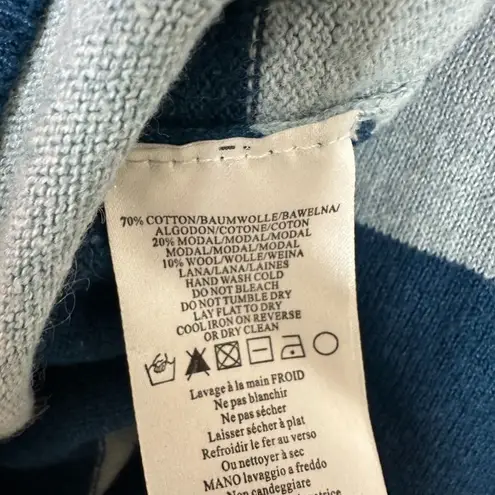 70% COTTON/BAUMWOLLE/BAWELNA/
ALGODON/COTONE/COTON
20% MODAL/MODAL/MODAL
MODAL/MODAL/MODAL
10% WOOL/WOLLE/WEINA
LANA/LANA/LAINES
HAND WASH COLD
DO NOT BLEACH
DO NOT TUMBLE DRY
LAY FLAT TO DRY
COOL IRON ON REVERSE
OR DRY CLEAN
Lavage à la main FROID
Ne pas blanchir
Ne pas sécher
Laisser sécher à plat
Refroidir le fer au verso
Ou nettoyer à sec
MANO lavaggio a freddo
Non candeggiare